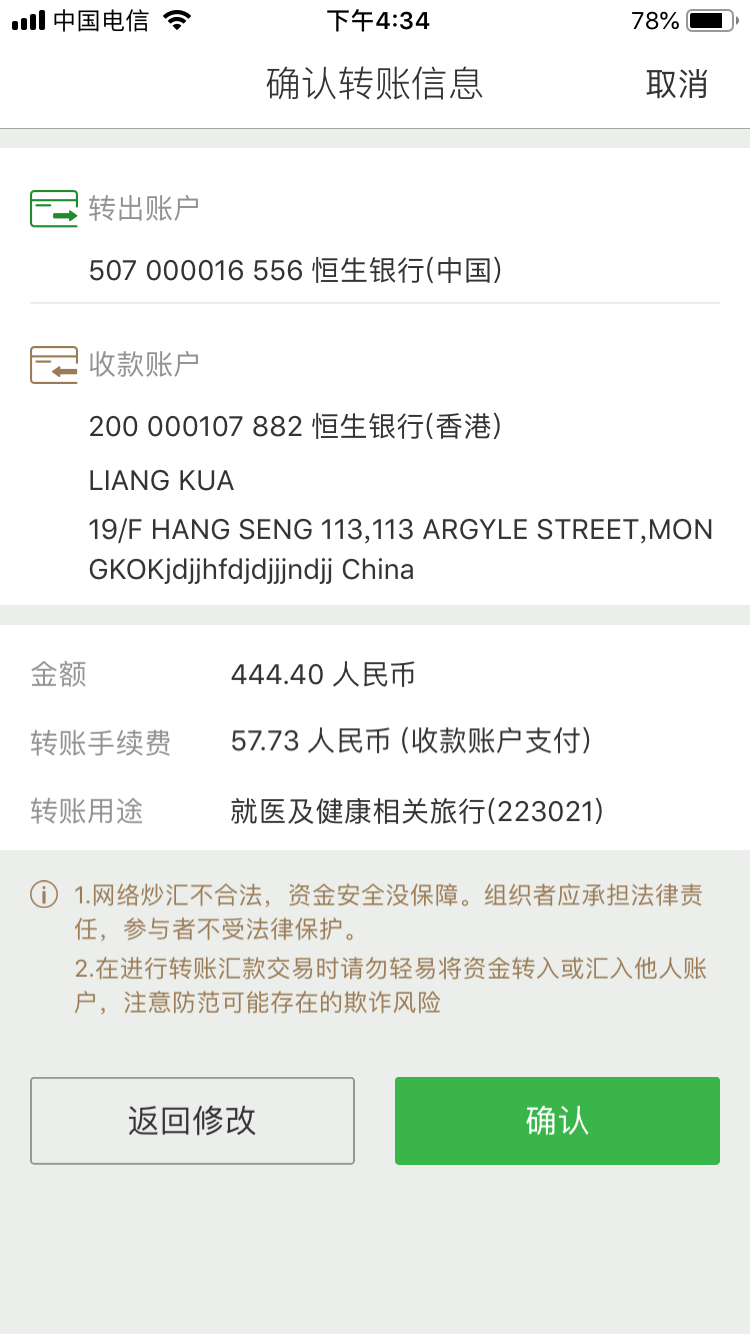 中国电信 下午4:34 78%
确认转账信息 取消
转出账户
507 000016 556 恒生银行(中国)
收款账户
200 000107 882 恒生银行(香港)
LIANG KUA
19/F HANG SENG 113,113 ARGYLE STREET,MON
GKOKjdjjhfdjdjjjndjj China
金额 444.40 人民币
转账手续费 57.73 人民币 (收款账户支付)
转账用途 就医及健康相关旅行(223021)
1.网络炒汇不合法，资金安全没保障。组织者应承担法律责
任，参与者不受法律保护。
2.在进行转账汇款交易时请勿轻易将资金转入或汇入他人账
户，注意防范可能存在的欺诈风险
返回修改 确认